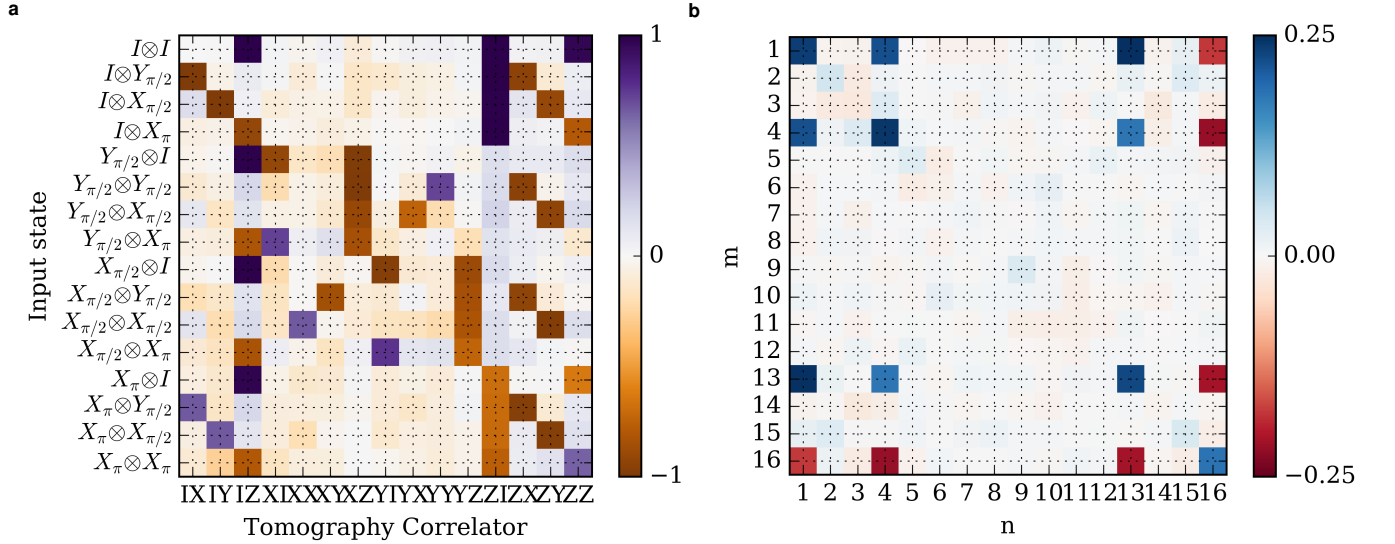 a
b
I⊗I
I⊗Y_{π/2}
I⊗X_{π/2}
I⊗X_π
Y_{π/2}⊗I
Y_{π/2}⊗Y_{π/2}
Y_{π/2}⊗X_{π/2}
Y_{π/2}⊗X_π
X_{π/2}⊗I
X_{π/2}⊗Y_{π/2}
X_{π/2}⊗X_{π/2}
X_{π/2}⊗X_π
X_π⊗I
X_π⊗Y_{π/2}
X_π⊗X_{π/2}
X_π⊗X_π
Input state
IX IY IZ XI XX XY XZ YI YX YY YZ ZI ZX ZY ZZ
Tomography Correlator
1
0
−1
1
2
3
4
5
6
7
8
9
10
11
12
13
14
15
16
m
1 2 3 4 5 6 7 8 9 10 11 12 13 14 15 16
n
0.25
0.00
−0.25